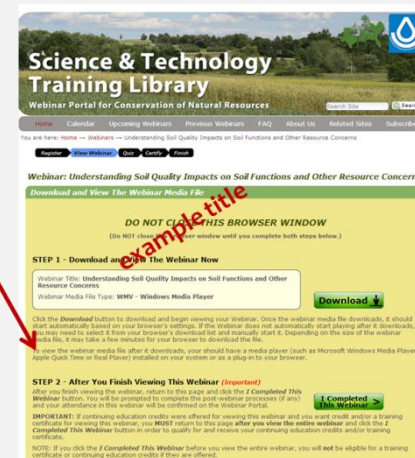 Science & Technology
Training Library
Webinar Portal for Conservation of Natural Resources
Search Site
Search
Home Calendar Upcoming Webinars Previous Webinars FAQ About Us Related Sites Subscribe
You are here: Home → Webinars → Understanding Soil Quality Impacts on Soil Functions and Other Resource Concerns
Register View Webinar Quiz Certify Finish
Webinar: Understanding Soil Quality Impacts on Soil Functions and Other Resource Concerns
Download and View The Webinar Media File
DO NOT CLOSE THIS BROWSER WINDOW
(Do NOT close this browser window until you complete both steps below.)
example title
STEP 1 - Download and View The Webinar Now
Webinar Title: Understanding Soil Quality Impacts on Soil Functions and Other
Resource Concerns
Webinar Media File Type: WMV - Windows Media Player
Download
Click the Download button to download and begin viewing your Webinar. Once the webinar media file downloads, it should
start automatically based on your browser's settings. If the Webinar does not automatically start playing after it downloads,
you may need to select it from your browser's download list and manually start it. Depending on the size of the webinar
media file, it may take a few minutes for your browser to download the file.
To view the webinar media file after it downloads, your should have a media player (such as Microsoft Windows Media Player,
Apple Quick Time or Real Player) installed on your system or as a plug-in to your browser.
STEP 2 - After You Finish Viewing This Webinar (important)
After you finish viewing the webinar, return to this page and click the I Completed This
Webinar button. You will be prompted to complete the post-webinar processes (if any)
and your attendance in this webinar will be confirmed on the Webinar Portal.
I Completed
This Webinar >
IMPORTANT: If continuing education credits were offered for viewing this webinar and you want credit and/or a training
certificate for viewing this webinar, you MUST return to this page after you view the entire webinar and click the I
Completed This Webinar button in order to qualify for and receive your continuing education credits and/or training
certificate.
NOTE: If you click the I Completed This Webinar before you view the entire webinar, you will not be eligible for a training
certificate or continuing education credits if they are offered.